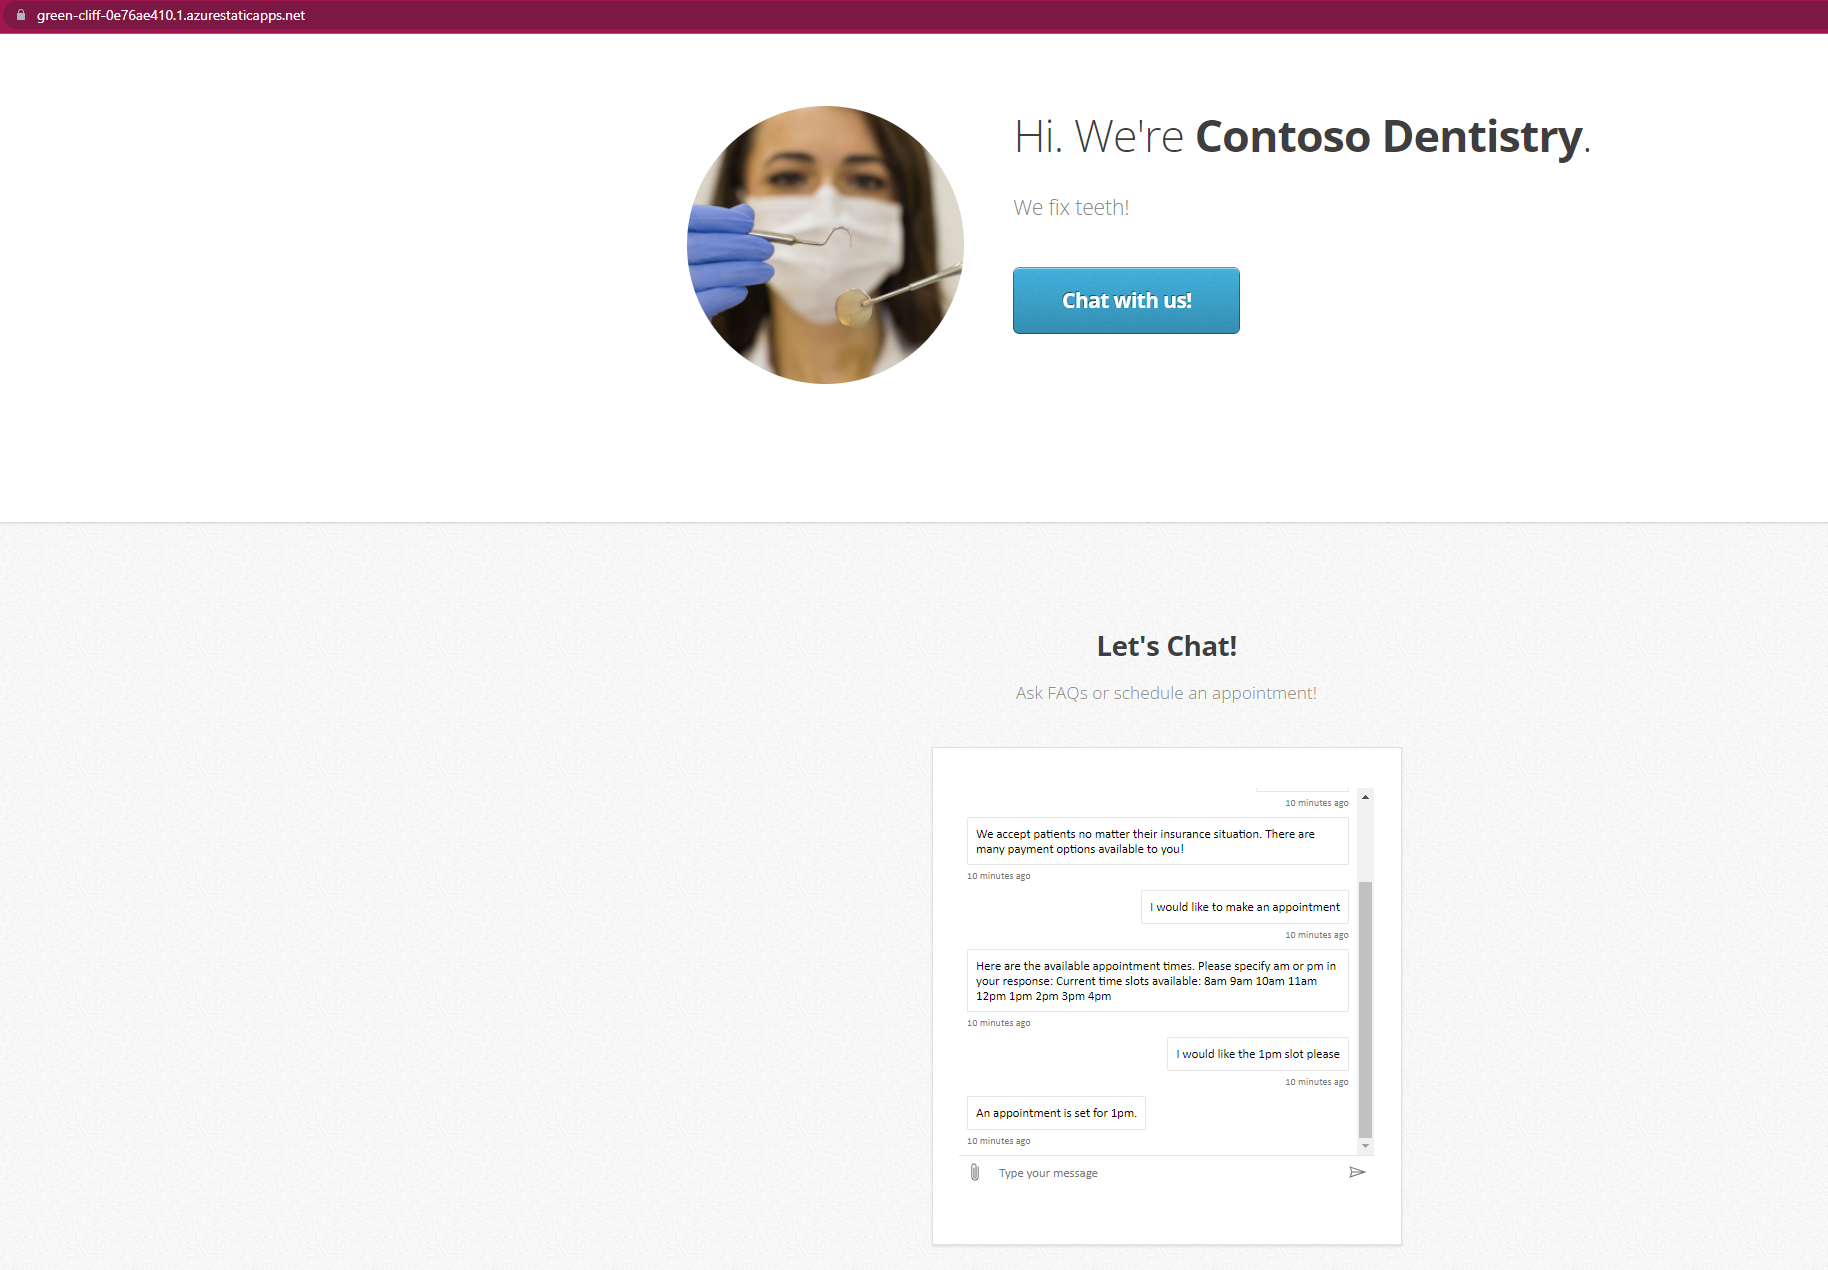 green-cliff-0e76ae410.1.azurestaticapps.net
Hi. We're Contoso Dentistry.
We fix teeth!
Chat with us!
Let's Chat!
Ask FAQs or schedule an appointment!
10 minutes ago
We accept patients no matter their insurance situation. There are
many payment options available to you!
10 minutes ago
I would like to make an appointment
10 minutes ago
Here are the available appointment times. Please specify am or pm in
your response: Current time slots available: 8am 9am 10am 11am
12pm 1pm 2pm 3pm 4pm
10 minutes ago
I would like the 1pm slot please
10 minutes ago
An appointment is set for 1pm.
10 minutes ago
Type your message